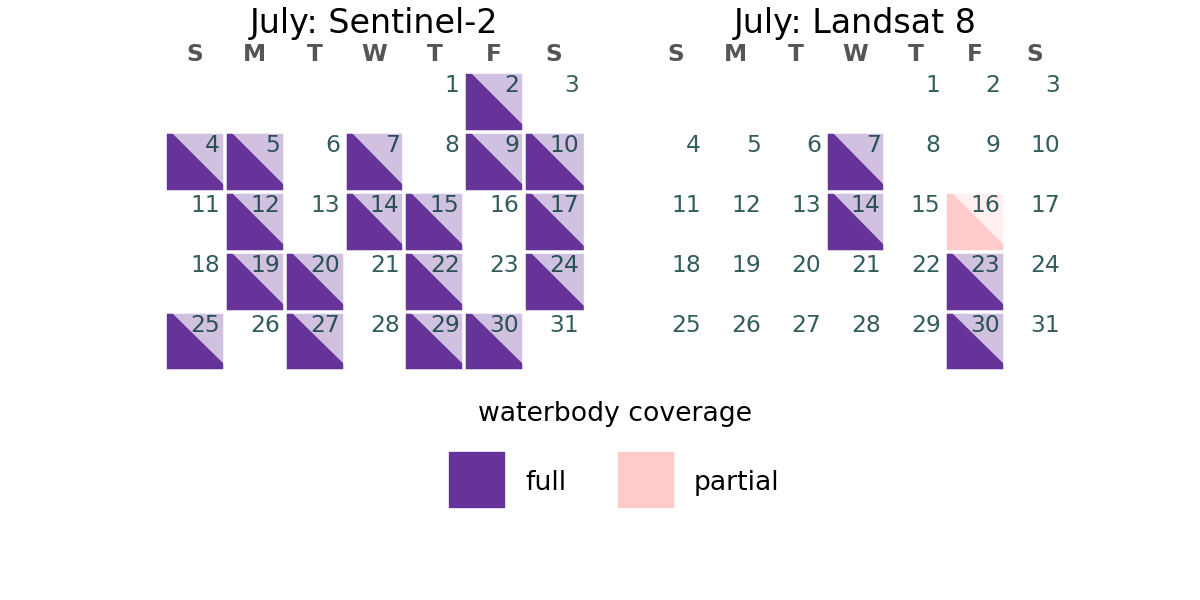 July: Sentinel-2
S M T W T F S
1 2 3
4 5 6 7 8 9 10
11 12 13 14 15 16 17
18 19 20 21 22 23 24
25 26 27 28 29 30 31
July: Landsat 8
S M T W T F S
1 2 3
4 5 6 7 8 9 10
11 12 13 14 15 16 17
18 19 20 21 22 23 24
25 26 27 28 29 30 31
waterbody coverage
full
partial